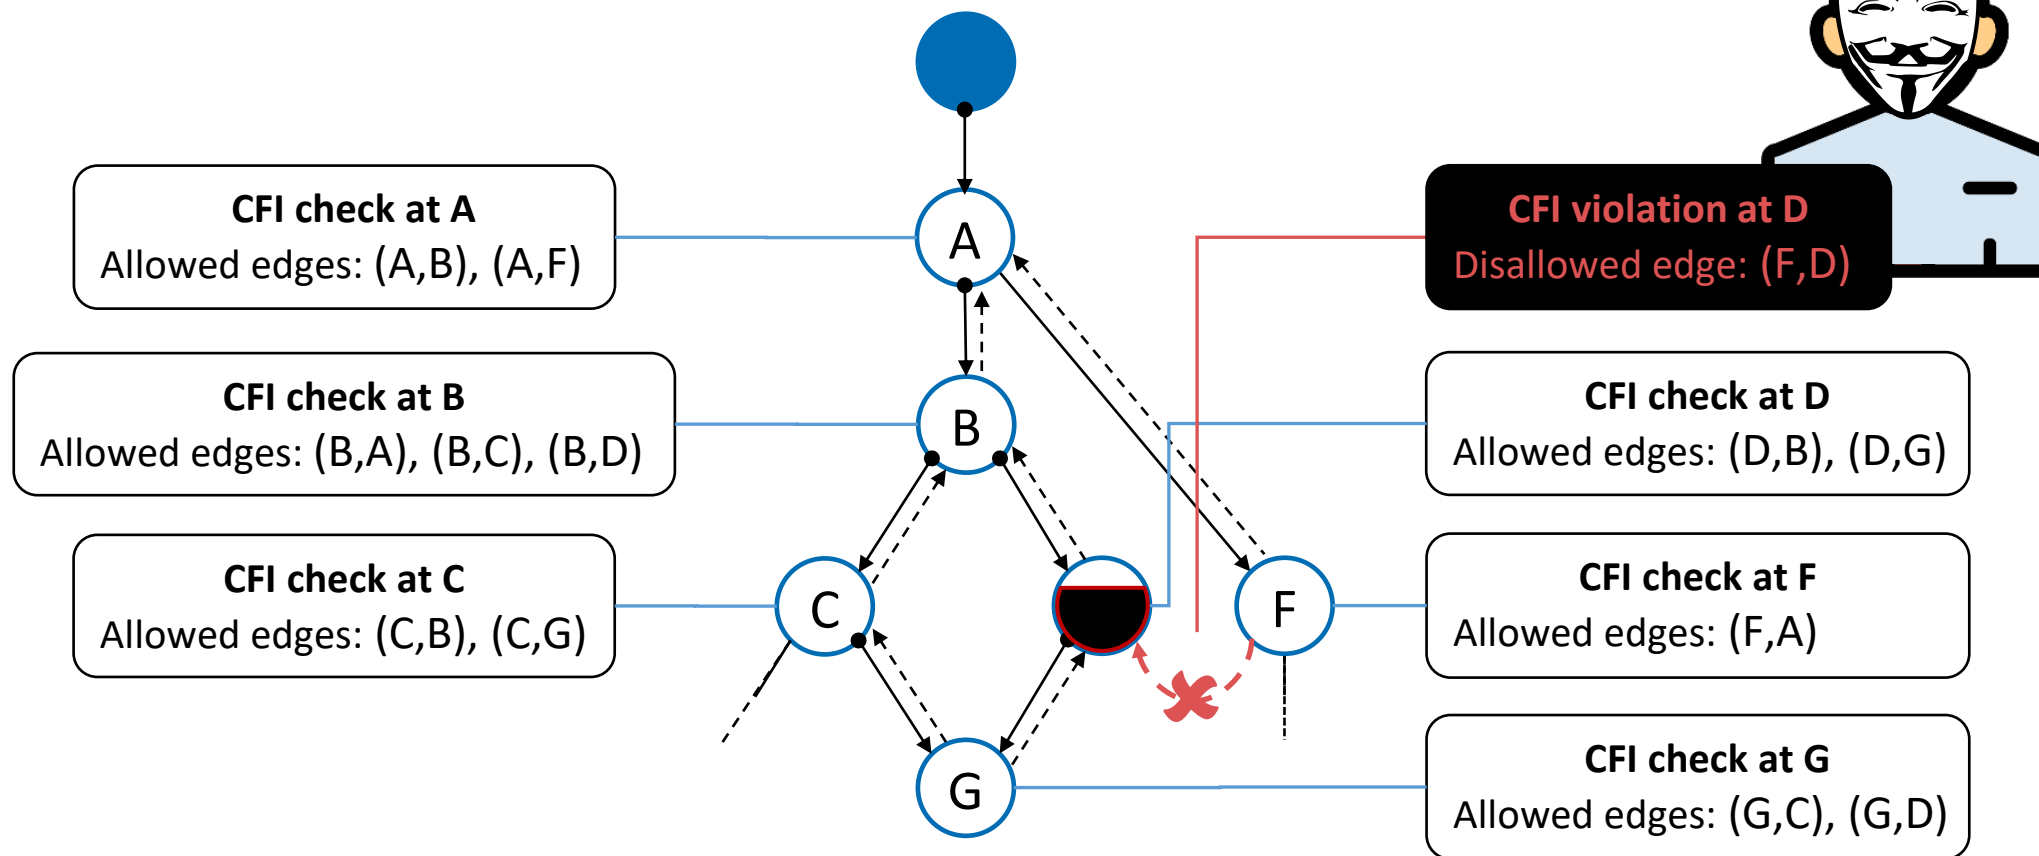 A
CFI check at A
Allowed edges: (A,B), (A,F)
CFI violation at D
Disallowed edge: (F,D)
B
CFI check at B
Allowed edges: (B,A), (B,C), (B,D)
CFI check at D
Allowed edges: (D,B), (D,G)
CFI check at C
Allowed edges: (C,B), (C,G)
C
F
CFI check at F
Allowed edges: (F,A)
G
CFI check at G
Allowed edges: (G,C), (G,D)